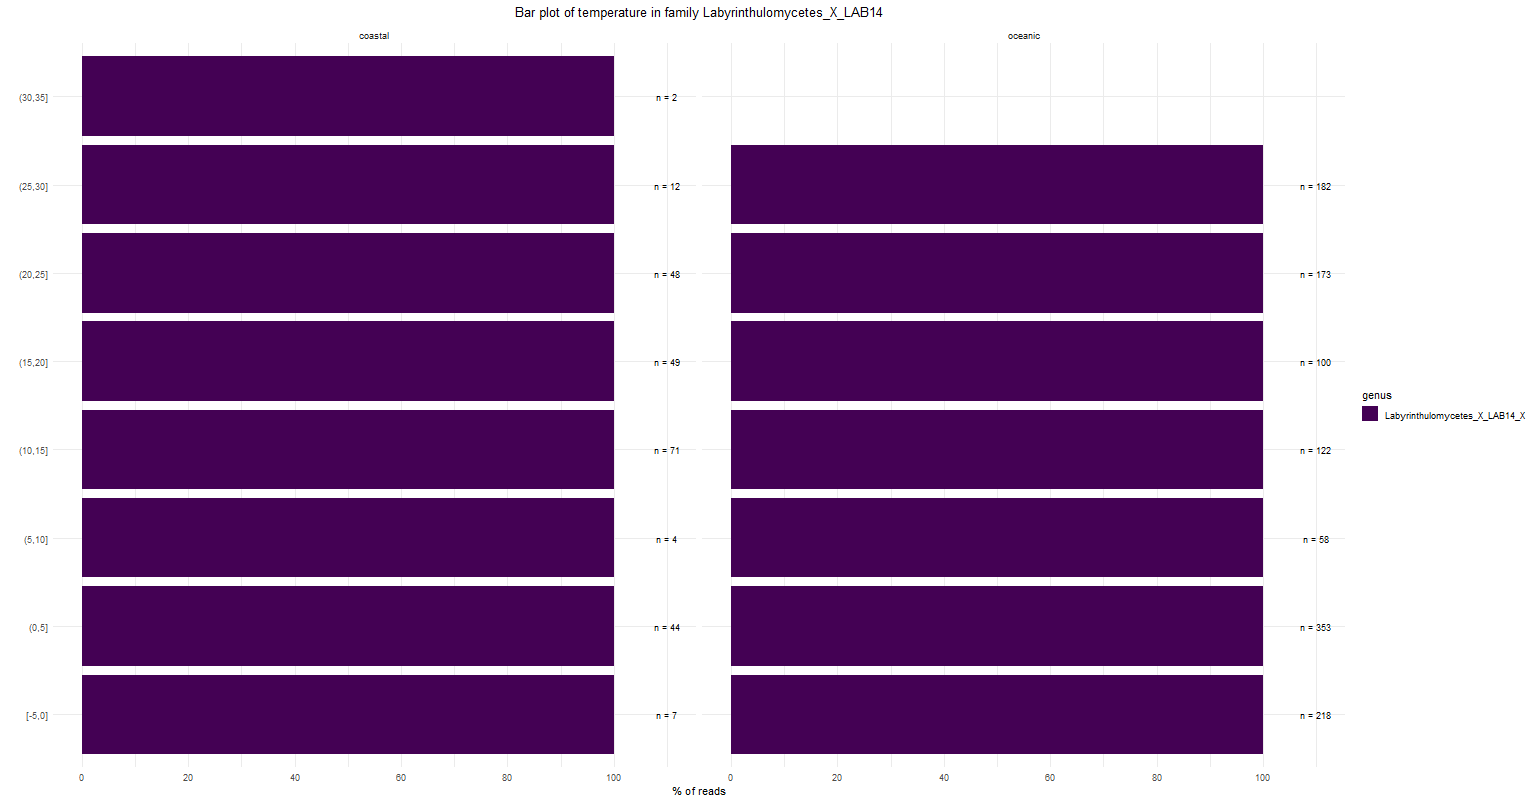 Bar plot of temperature in family Labyrinthulomycetes_X_LAB14
coastal
oceanic
(30,35]
n = 2
(25,30]
n = 12
n = 182
(20,25]
n = 48
n = 173
(15,20]
n = 49
n = 100
(10,15]
n = 71
n = 122
(5,10]
n = 4
n = 58
(0,5]
n = 44
n = 353
[-5,0]
n = 7
n = 218
0 20 40 60 80 100
0 20 40 60 80 100
% of reads
genus
Labyrinthulomycetes_X_LAB14_X